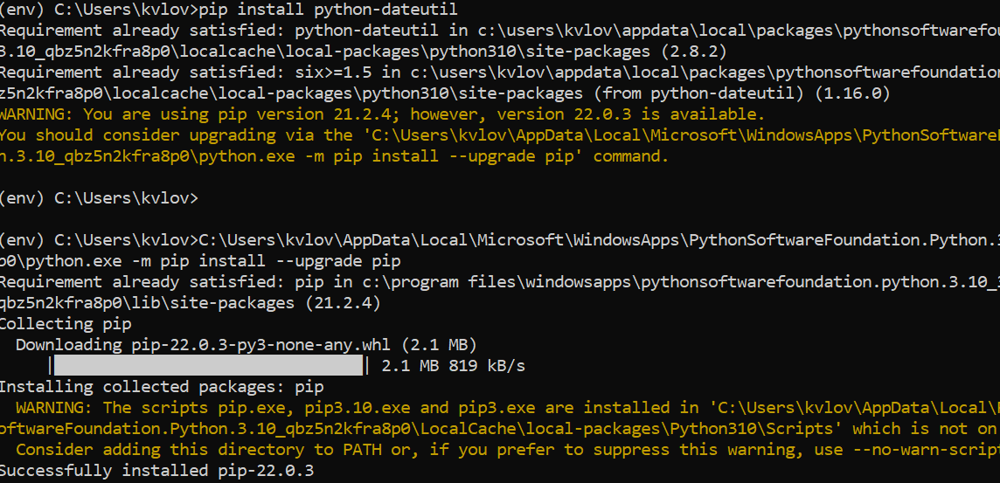 (env) C:\Users\kvlov>pip install python-dateutil
Requirement already satisfied: python-dateutil in c:\users\kvlov\appdata\local\packages\pythonsoftwarefou
3.10_qbz5n2kfra8p0\localcache\local-packages\python310\site-packages (2.8.2)
Requirement already satisfied: six>=1.5 in c:\users\kvlov\appdata\local\packages\pythonsoftwarefoundation
z5n2kfra8p0\localcache\local-packages\python310\site-packages (from python-dateutil) (1.16.0)
WARNING: You are using pip version 21.2.4; however, version 22.0.3 is available.
You should consider upgrading via the 'C:\Users\kvlov\AppData\Local\Microsoft\WindowsApps\PythonSoftwareF
n.3.10_qbz5n2kfra8p0\python.exe -m pip install --upgrade pip' command.
(env) C:\Users\kvlov>
(env) C:\Users\kvlov>C:\Users\kvlov\AppData\Local\Microsoft\WindowsApps\PythonSoftwareFoundation.Python.3
p0\python.exe -m pip install --upgrade pip
Requirement already satisfied: pip in c:\program files\windowsapps\pythonsoftwarefoundation.python.3.10_3
qbz5n2kfra8p0\lib\site-packages (21.2.4)
Collecting pip
Downloading pip-22.0.3-py3-none-any.whl (2.1 MB)
|████████████████████████████████| 2.1 MB 819 kB/s
Installing collected packages: pip
WARNING: The scripts pip.exe, pip3.10.exe and pip3.exe are installed in 'C:\Users\kvlov\AppData\Local\P
oftwareFoundation.Python.3.10_qbz5n2kfra8p0\LocalCache\local-packages\Python310\Scripts' which is not on
Consider adding this directory to PATH or, if you prefer to suppress this warning, use --no-warn-script
Successfully installed pip-22.0.3